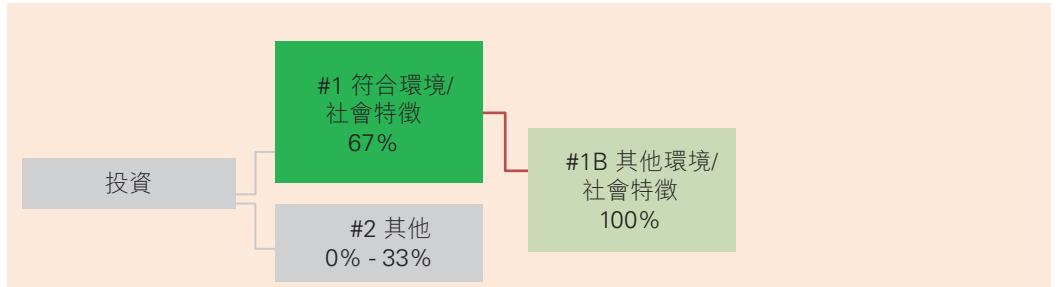 投資
#1 符合環境/
社會特徵
67%
#2 其他
0% - 33%
#1B 其他環境/
社會特徵
100%